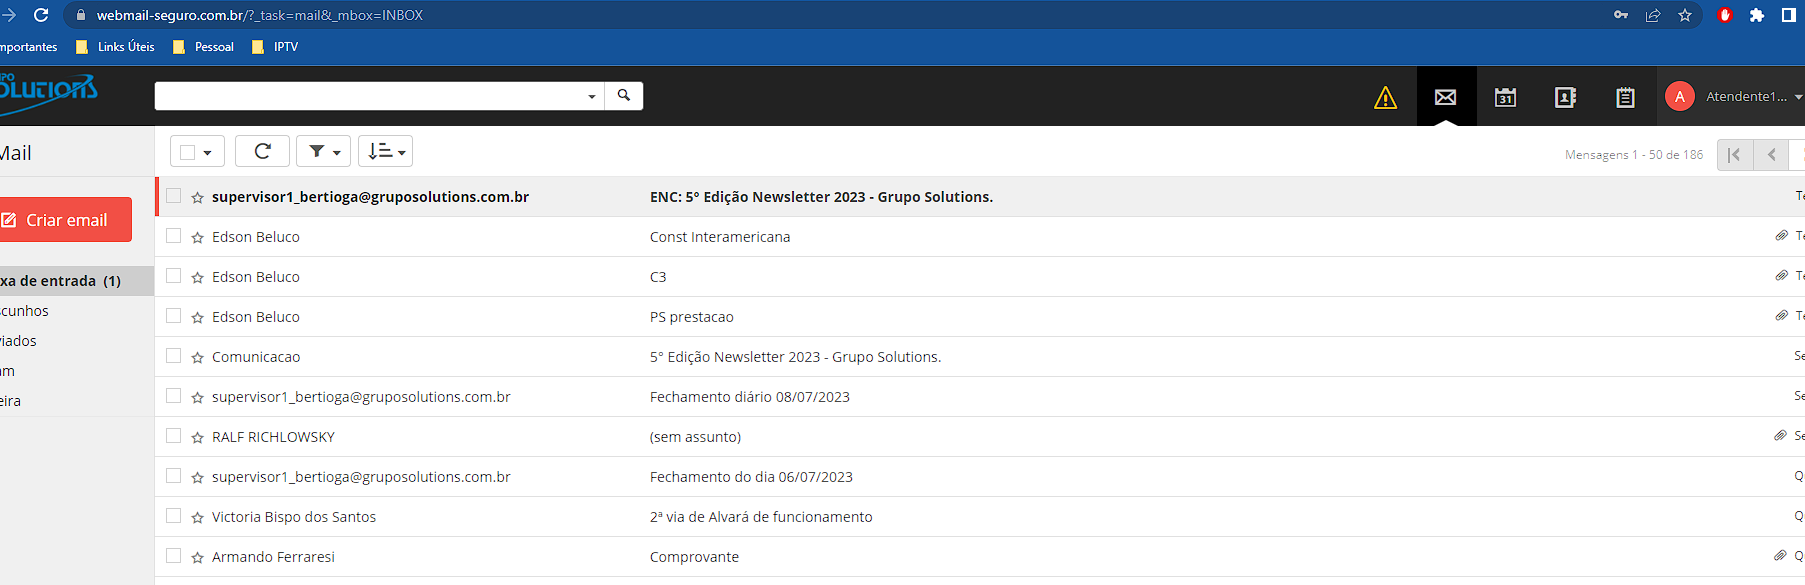 webmail-seguro.com.br/?_task=mail&_mbox=INBOX
mportantes Links Úteis Pessoal IPTV
PO
OLUTIONS
31 A Atendente1...
Mail
Mensagens 1 - 50 de 186
supervisor1_bertioga@gruposolutions.com.br ENC: 5° Edição Newsletter 2023 - Grupo Solutions. Te
Criar email
Edson Beluco Const Interamericana Te
xa de entrada (1)
Edson Beluco C3 Te
cunhos
Edson Beluco PS prestacao Te
iados
Comunicacao 5° Edição Newsletter 2023 - Grupo Solutions. Se
am
supervisor1_bertioga@gruposolutions.com.br Fechamento diário 08/07/2023 Se
eira
RALF RICHLOWSKY (sem assunto) Se
supervisor1_bertioga@gruposolutions.com.br Fechamento do dia 06/07/2023 Q
Victoria Bispo dos Santos 2ª via de Alvará de funcionamento Q
Armando Ferraresi Comprovante Q